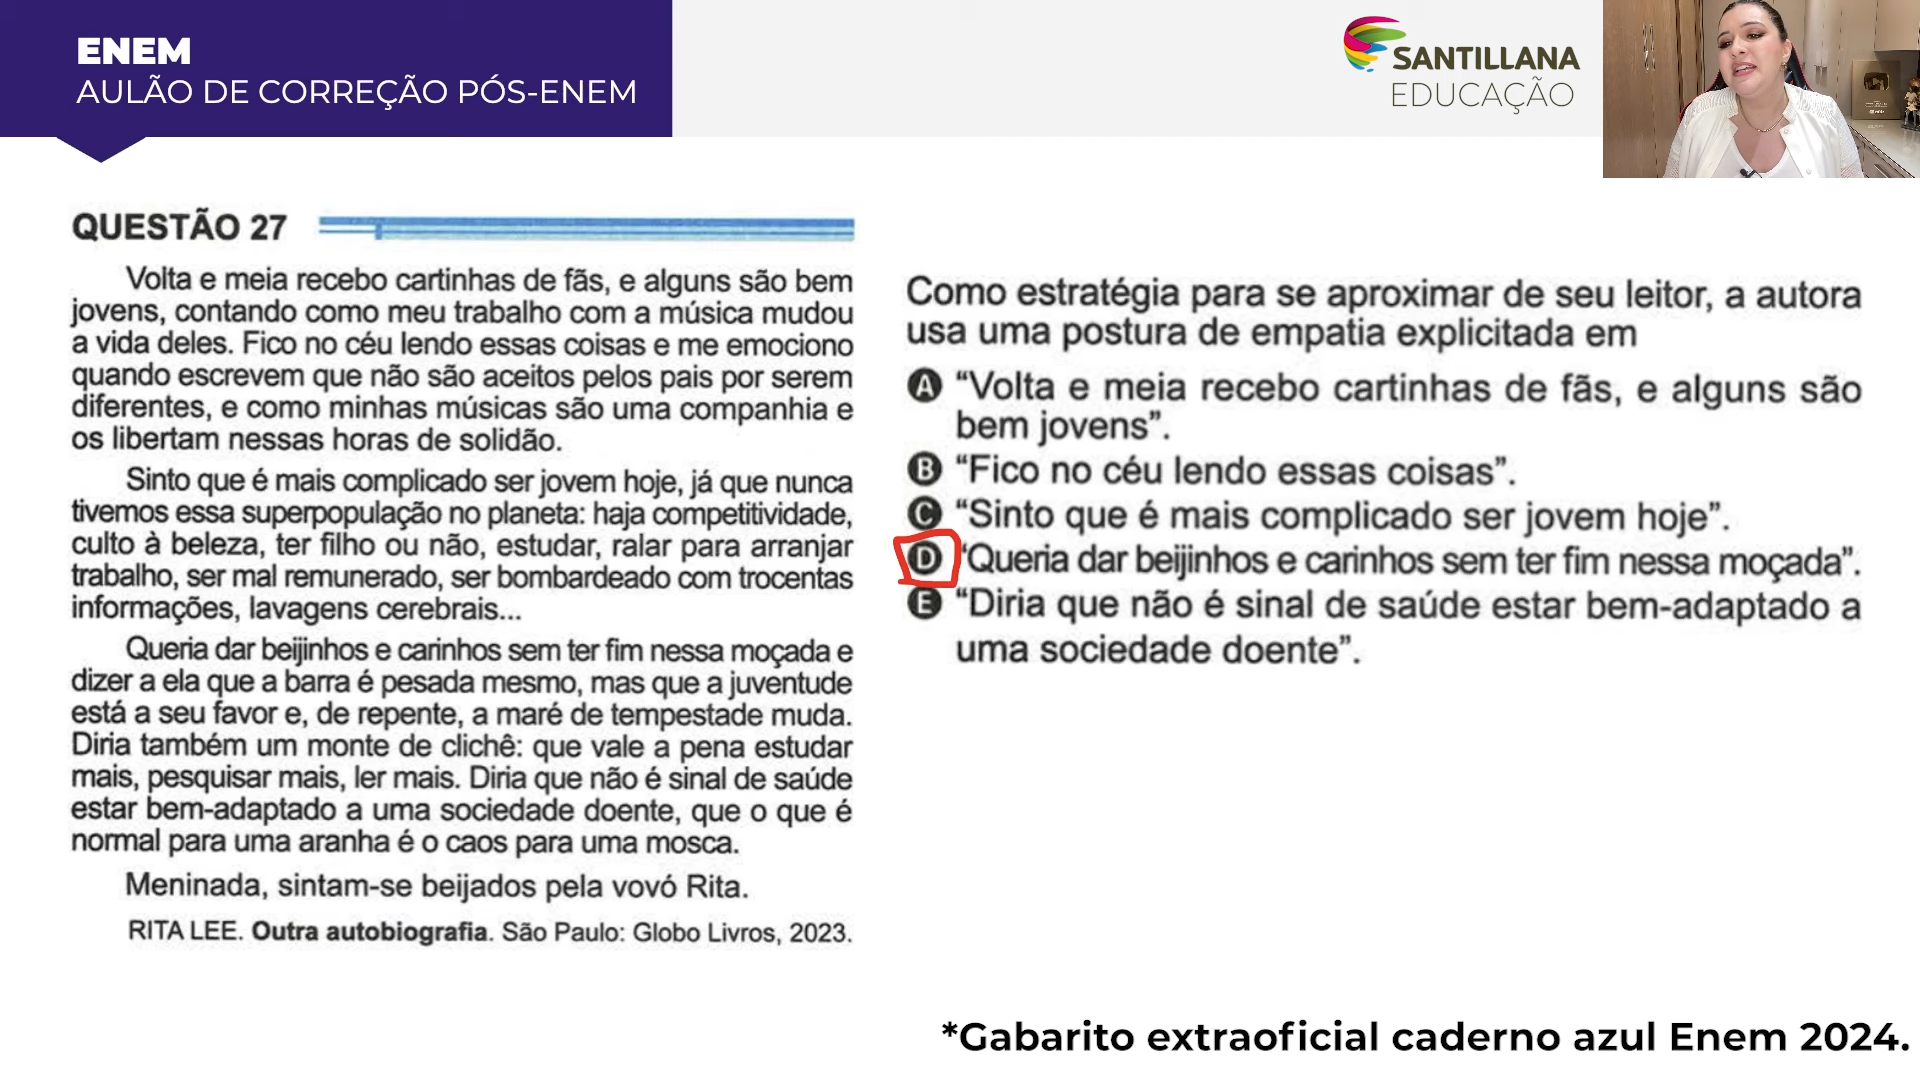 ENEM
AULÃO DE CORREÇÃO PÓS-ENEM
SANTILLANA
EDUCAÇÃO
QUESTÃO 27
Volta e meia recebo cartinhas de fãs, e alguns são bem
jovens, contando como meu trabalho com a música mudou
a vida deles. Fico no céu lendo essas coisas e me emociono
quando escrevem que não são aceitos pelos pais por serem
diferentes, e como minhas músicas são uma companhia e
os libertam nessas horas de solidão.
Sinto que é mais complicado ser jovem hoje, já que nunca
tivemos essa superpopulação no planeta: haja competitividade,
culto à beleza, ter filho ou não, estudar, ralar para arranjar
trabalho, ser mal remunerado, ser bombardeado com trocentas
informações, lavagens cerebrais...
Queria dar beijinhos e carinhos sem ter fim nessa moçada e
dizer a ela que a barra é pesada mesmo, mas que a juventude
está a seu favor e, de repente, a maré de tempestade muda.
Diria também um monte de clichê: que vale a pena estudar
mais, pesquisar mais, ler mais. Diria que não é sinal de saúde
estar bem-adaptado a uma sociedade doente, que o que é
normal para uma aranha é o caos para uma mosca.
Meninada, sintam-se beijados pela vovó Rita.
RITA LEE. Outra autobiografia. São Paulo: Globo Livros, 2023.
Como estratégia para se aproximar de seu leitor, a autora
usa uma postura de empatia explicitada em
A “Volta e meia recebo cartinhas de fãs, e alguns são
bem jovens”.
B “Fico no céu lendo essas coisas”.
C “Sinto que é mais complicado ser jovem hoje”.
D “Queria dar beijinhos e carinhos sem ter fim nessa moçada”.
E “Diria que não é sinal de saúde estar bem-adaptado a
uma sociedade doente”.
*Gabarito extraoficial caderno azul Enem 2024.